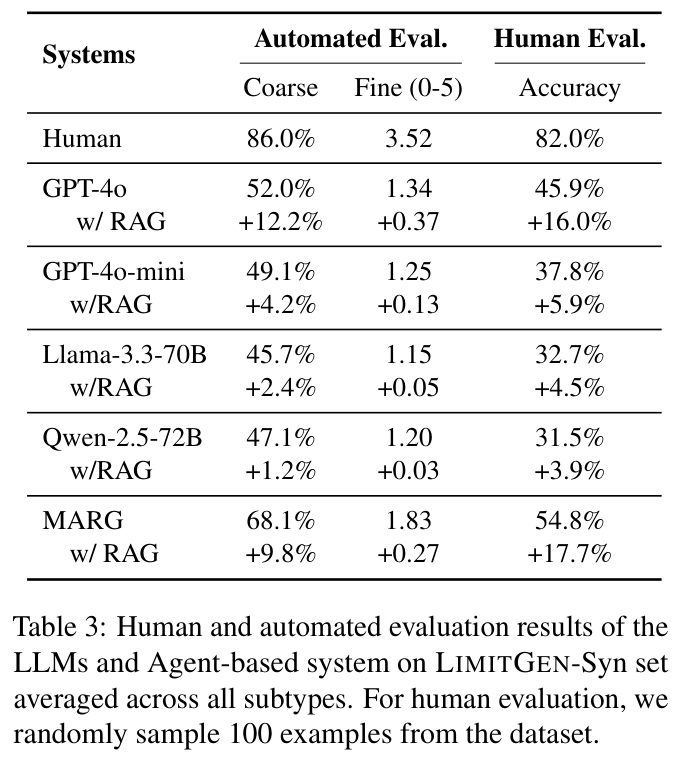 Systems Automated Eval. Human Eval.
Coarse Fine (0-5) Accuracy
Human 86.0% 3.52 82.0%
GPT-4o 52.0% 1.34 45.9%
w/ RAG +12.2% +0.37 +16.0%
GPT-4o-mini 49.1% 1.25 37.8%
w/RAG +4.2% +0.13 +5.9%
Llama-3.3-70B 45.7% 1.15 32.7%
w/RAG +2.4% +0.05 +4.5%
Qwen-2.5-72B 47.1% 1.20 31.5%
w/RAG +1.2% +0.03 +3.9%
MARG 68.1% 1.83 54.8%
w/ RAG +9.8% +0.27 +17.7%
Table 3: Human and automated evaluation results of the
LLMs and Agent-based system on LIMITGEN-Syn set
averaged across all subtypes. For human evaluation, we
randomly sample 100 examples from the dataset.